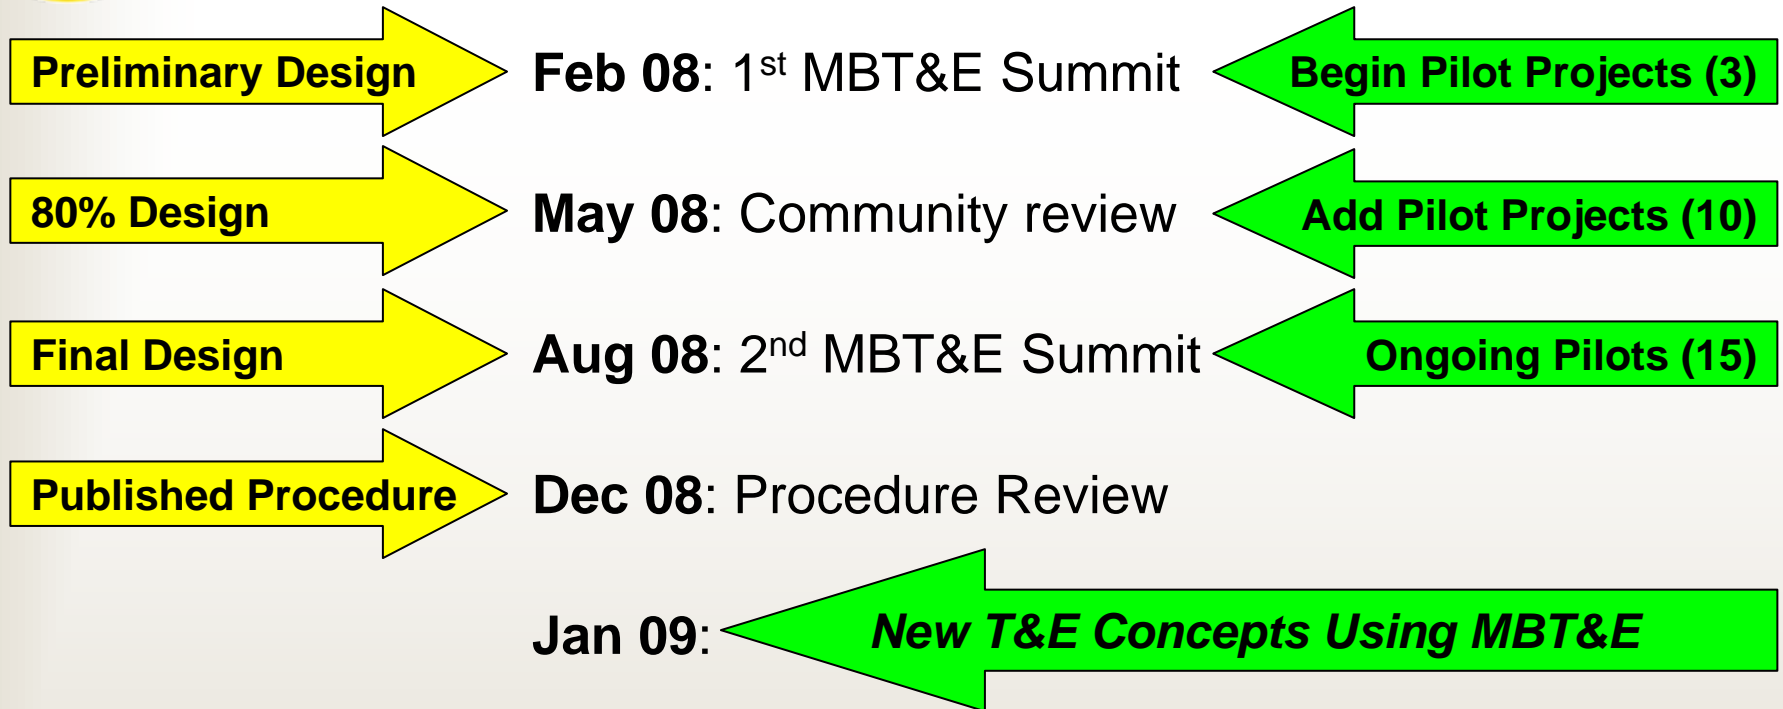 Preliminary Design Feb 08: 1st MBT&E Summit Begin Pilot Projects (3)
80% Design May 08: Community review Add Pilot Projects (10)
Final Design Aug 08: 2nd MBT&E Summit Ongoing Pilots (15)
Published Procedure Dec 08: Procedure Review
Jan 09: New T&E Concepts Using MBT&E